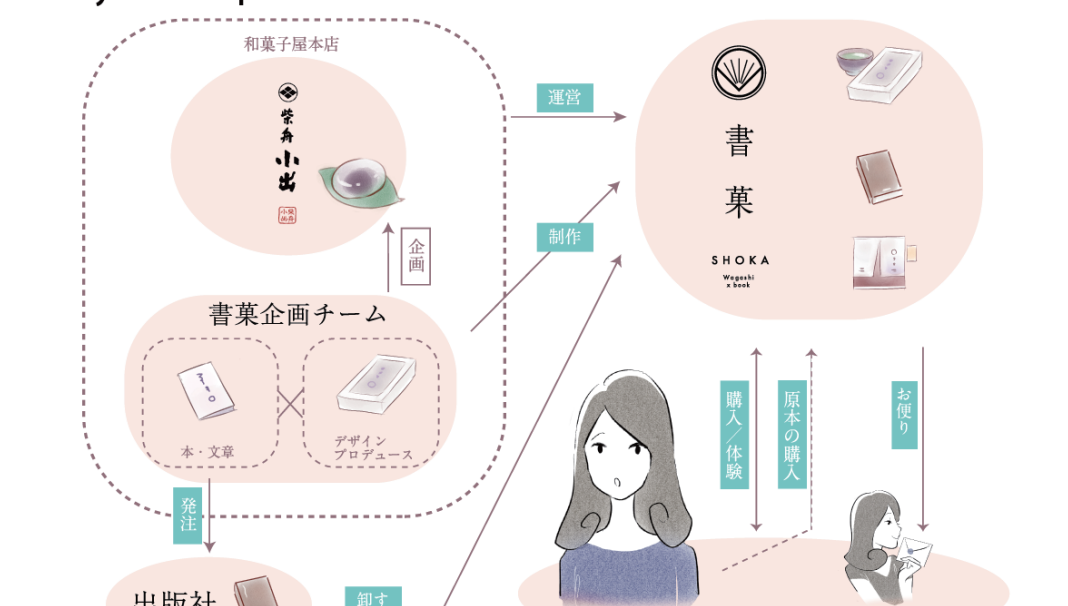 和菓子屋本店
柴舟
小出
企画
書菓企画チーム
本・文章
デザイン
プロデュース
発注
出版社
卸す
運営
制作
書菓
SHOKA
Wagashi
x book
購入／体験
原本の購入
お便り